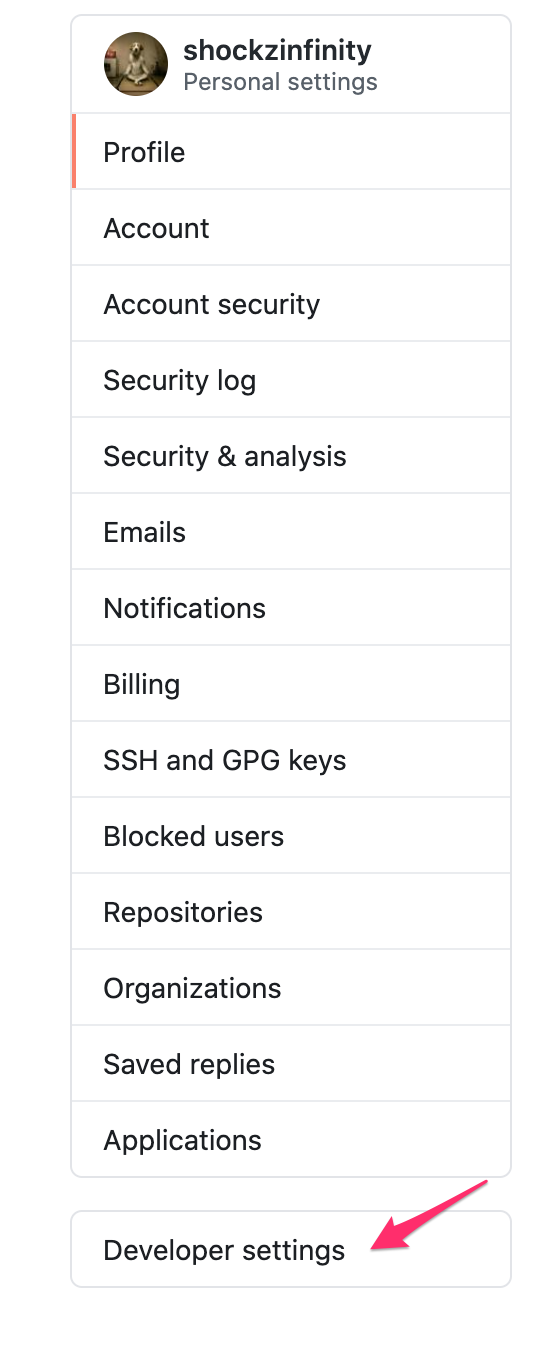 shockzinfinity
Personal settings
Profile
Account
Account security
Security log
Security & analysis
Emails
Notifications
Billing
SSH and GPG keys
Blocked users
Repositories
Organizations
Saved replies
Applications
Developer settings